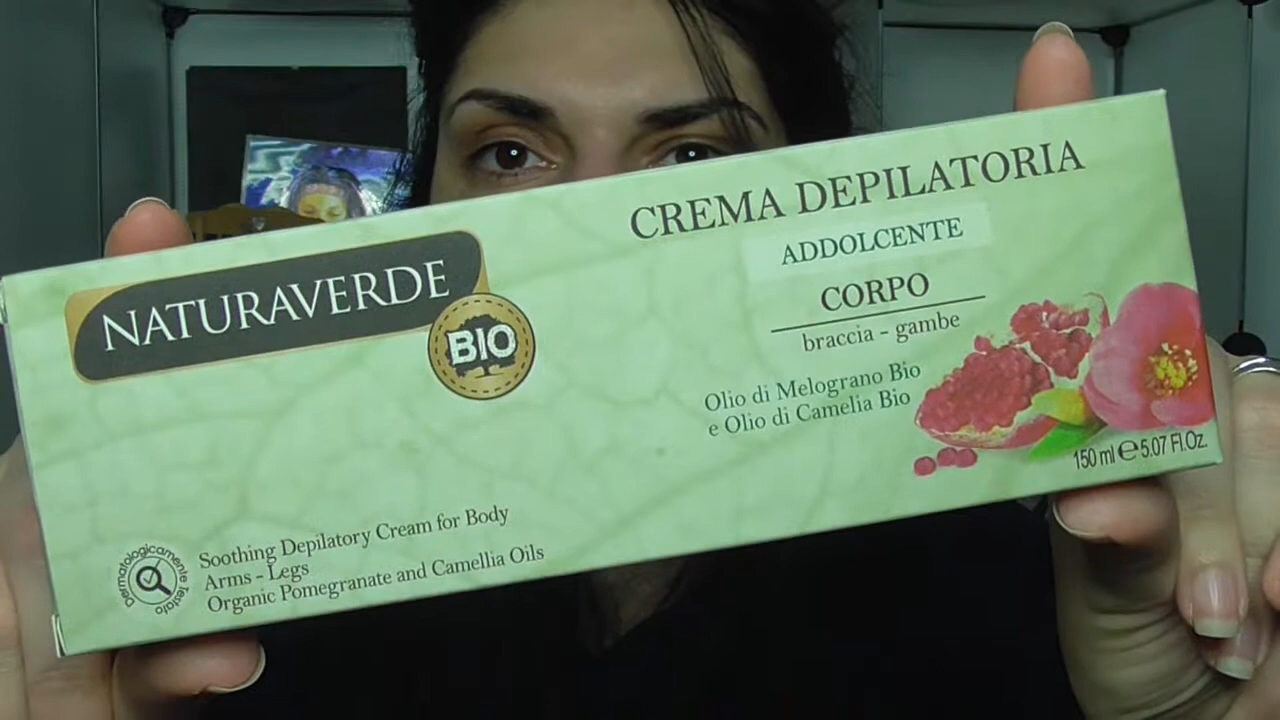 NATURAVERDE
BIO
CREMA DEPILATORIA
ADDOLCENTE
CORPO
braccia - gambe
Olio di Melograno Bio
e Olio di Camelia Bio
150 ml e 5.07 Fl.Oz.
Dermatologicamente Testato
Soothing Depilatory Cream for Body
Arms - Legs
Organic Pomegranate and Camellia Oils